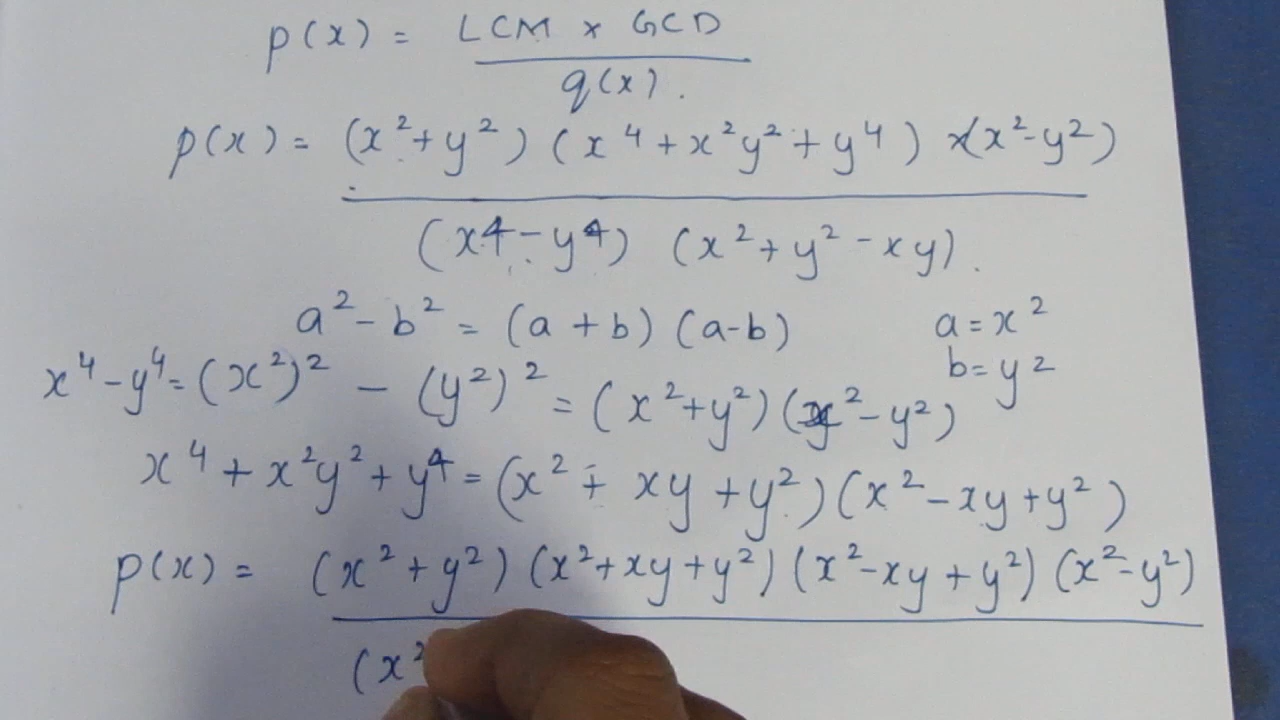 p(x) = LCM × GCD
q(x).
p(x) = (x²+y²) (x⁴+x²y²+y⁴) ×(x²-y²)
(x⁴-y⁴) (x²+y²-xy).
a²-b² = (a+b) (a-b) a=x²
b=y²
x⁴-y⁴=(x²)² - (y²)² = (x²+y²)(x²-y²)
x⁴+x²y²+y⁴=(x²+xy+y²)(x²-xy+y²)
p(x) = (x²+y²)(x²+xy+y²)(x²-xy+y²)(x²-y²)
(x²